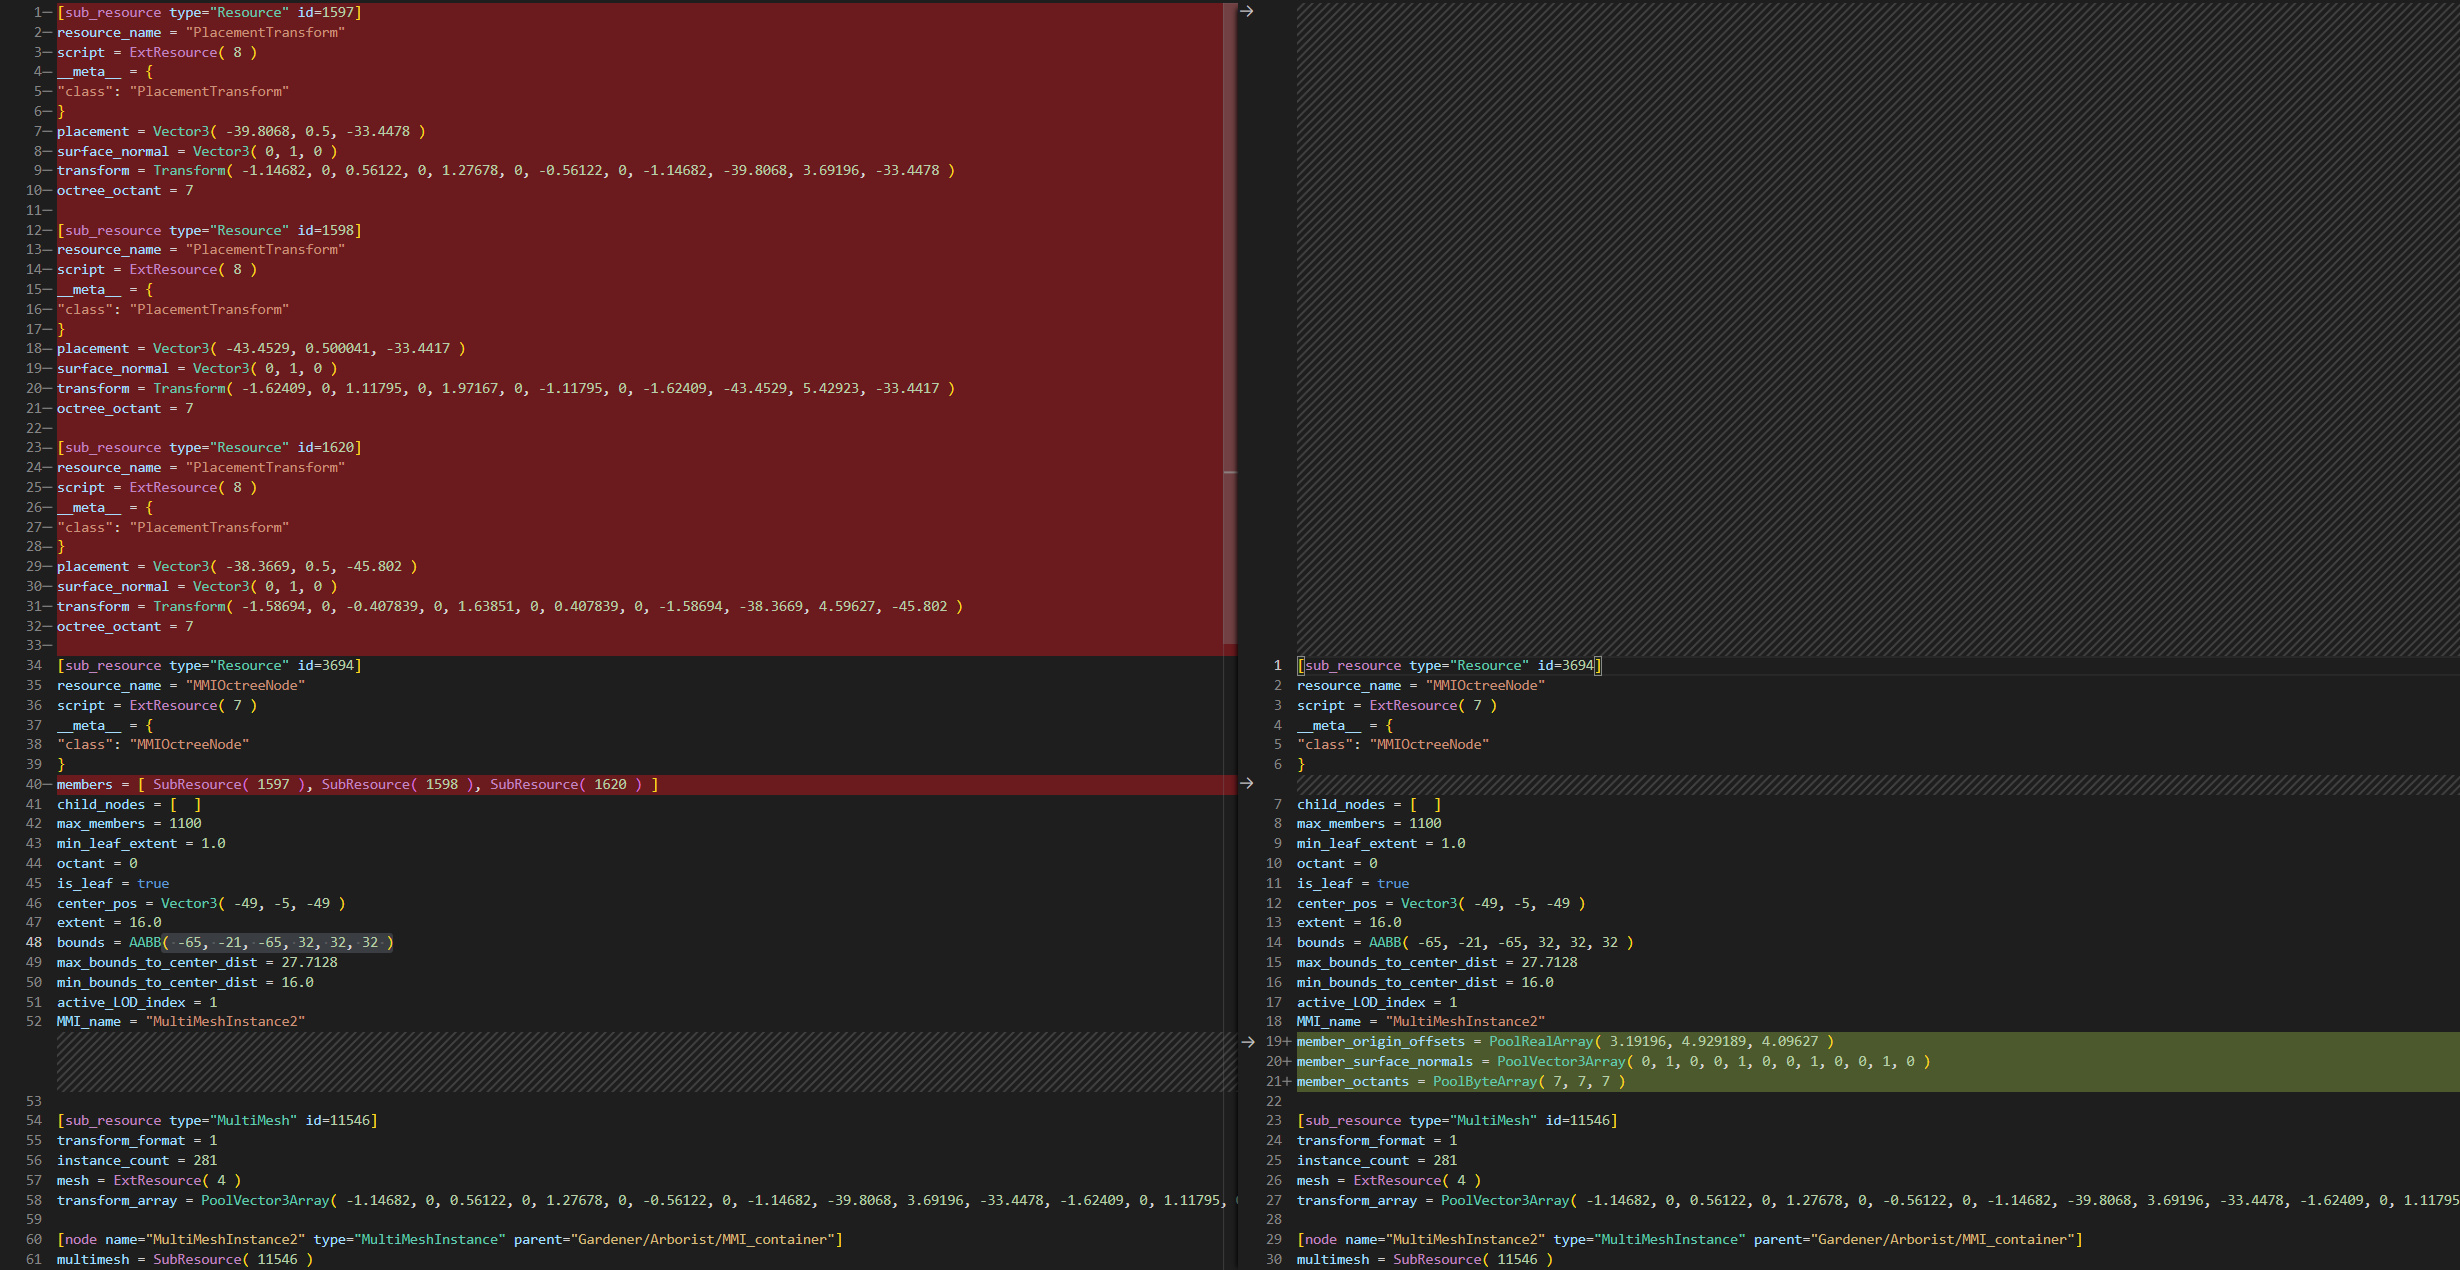 1 [sub_resource type="Resource" id=1597]
2 resource_name = "PlacementTransform"
3 script = ExtResource( 8 )
4 __meta__ = {
5 "class": "PlacementTransform"
6 }
7 placement = Vector3( -39.8068, 0.5, -33.4478 )
8 surface_normal = Vector3( 0, 1, 0 )
9 transform = Transform( -1.14682, 0, 0.56122, 0, 1.27678, 0, -0.56122, 0, -1.14682, -39.8068, 3.69196, -33.4478 )
10 octree_octant = 7
11
12 [sub_resource type="Resource" id=1598]
13 resource_name = "PlacementTransform"
14 script = ExtResource( 8 )
15 __meta__ = {
16 "class": "PlacementTransform"
17 }
18 placement = Vector3( -43.4529, 0.500041, -33.4417 )
19 surface_normal = Vector3( 0, 1, 0 )
20 transform = Transform( -1.62409, 0, 1.11795, 0, 1.97167, 0, -1.11795, 0, -1.62409, -43.4529, 5.42923, -33.4417 )
21 octree_octant = 7
22
23 [sub_resource type="Resource" id=1620]
24 resource_name = "PlacementTransform"
25 script = ExtResource( 8 )
26 __meta__ = {
27 "class": "PlacementTransform"
28 }
29 placement = Vector3( -38.3669, 0.5, -45.802 )
30 surface_normal = Vector3( 0, 1, 0 )
31 transform = Transform( -1.58694, 0, -0.407839, 0, 1.63851, 0, 0.407839, 0, -1.58694, -38.3669, 4.59627, -45.802 )
32 octree_octant = 7
33
34 [sub_resource type="Resource" id=3694]
35 resource_name = "MMIOctreeNode"
36 script = ExtResource( 7 )
37 __meta__ = {
38 "class": "MMIOctreeNode"
39 }
40 members = [ SubResource( 1597 ), SubResource( 1598 ), SubResource( 1620 ) ]
41 child_nodes = [  ]
42 max_members = 1100
43 min_leaf_extent = 1.0
44 octant = 0
45 is_leaf = true
46 center_pos = Vector3( -49, -5, -49 )
47 extent = 16.0
48 bounds = AABB( -65, -21, -65, 32, 32, 32 )
49 max_bounds_to_center_dist = 27.7128
50 min_bounds_to_center_dist = 16.0
51 active_LOD_index = 1
52 MMI_name = "MultiMeshInstance2"
53
54 [sub_resource type="MultiMesh" id=11546]
55 transform_format = 1
56 instance_count = 281
57 mesh = ExtResource( 4 )
58 transform_array = PoolVector3Array( -1.14682, 0, 0.56122, 0, 1.27678, 0, -0.56122, 0, -1.14682, -39.8068, 3.69196, -33.4478, -1.62409, 0, 1.11795,
59
60 [node name="MultiMeshInstance2" type="MultiMeshInstance" parent="Gardener/Arborist/MMI_container"]
61 multimesh = SubResource( 11546 )
1 [sub_resource type="Resource" id=3694]
2 resource_name = "MMIOctreeNode"
3 script = ExtResource( 7 )
4 __meta__ = {
5 "class": "MMIOctreeNode"
6 }
7 child_nodes = [  ]
8 max_members = 1100
9 min_leaf_extent = 1.0
10 octant = 0
11 is_leaf = true
12 center_pos = Vector3( -49, -5, -49 )
13 extent = 16.0
14 bounds = AABB( -65, -21, -65, 32, 32, 32 )
15 max_bounds_to_center_dist = 27.7128
16 min_bounds_to_center_dist = 16.0
17 active_LOD_index = 1
18 MMI_name = "MultiMeshInstance2"
19+ member_origin_offsets = PoolRealArray( 3.19196, 4.929189, 4.09627 )
20+ member_surface_normals = PoolVector3Array( 0, 1, 0, 0, 1, 0, 0, 1, 0, 0, 1, 0 )
21+ member_octants = PoolByteArray( 7, 7, 7 )
22
23 [sub_resource type="MultiMesh" id=11546]
24 transform_format = 1
25 instance_count = 281
26 mesh = ExtResource( 4 )
27 transform_array = PoolVector3Array( -1.14682, 0, 0.56122, 0, 1.27678, 0, -0.56122, 0, -1.14682, -39.8068, 3.69196, -33.4478, -1.62409, 0, 1.11795
28
29 [node name="MultiMeshInstance2" type="MultiMeshInstance" parent="Gardener/Arborist/MMI_container"]
30 multimesh = SubResource( 11546 )